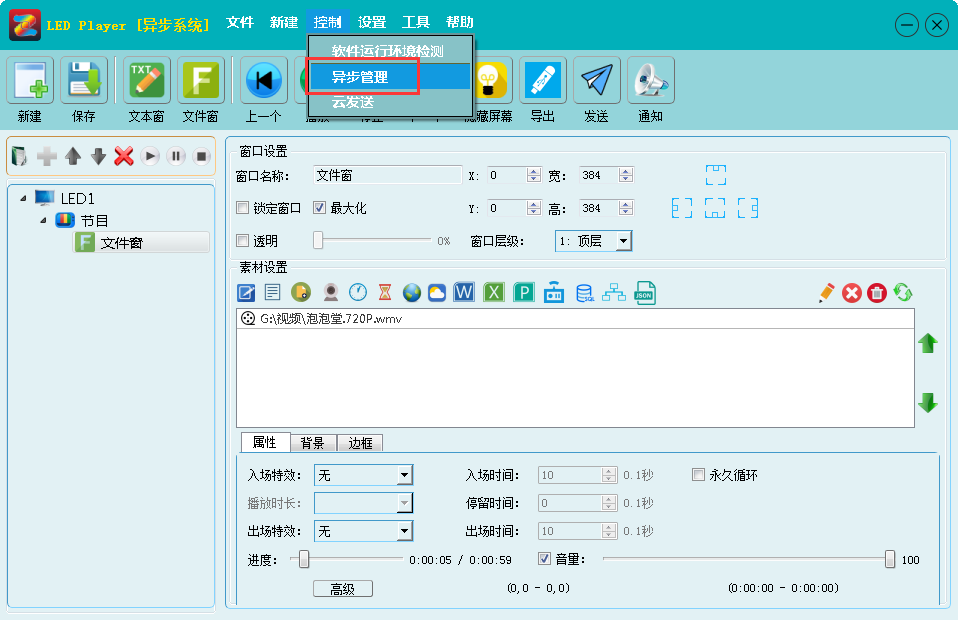 LED Player [异步系统] 文件 新建 控制 设置 工具 帮助
软件运行环境检测
异步管理
云发送
TXT F
新建 保存 文本窗 文件窗 上一个 隐藏屏幕 导出 发送 通知
LED1
节目
F 文件窗
窗口设置
窗口名称: 文件窗 X: 0 宽: 384
锁定窗口 最大化 Y: 0 高: 384
透明 0% 窗口层级: 1: 顶层
素材设置
W X P SQL JSON
G:\视频\泡泡堂.720P.wmv
属性 背景 边框
入场特效: 无 入场时间: 10 0.1秒 永久循环
播放时长: 停留时间: 0 0.1秒
出场特效: 无 出场时间: 10 0.1秒
进度: 0:00:05 / 0:00:59 音量: 100
高级 (0,0 - 0,0) (0:00:00 - 0:00:00)